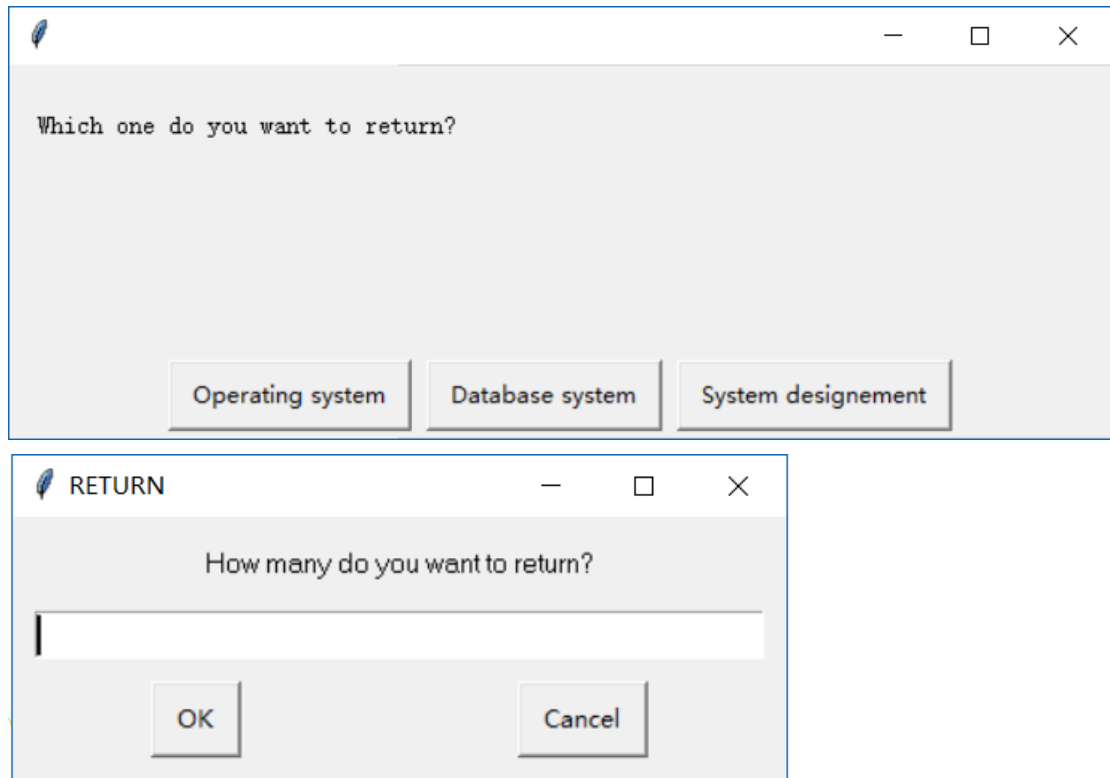 Which one do you want to return?
Operating system Database system System designement
RETURN
How many do you want to return?
OK Cancel